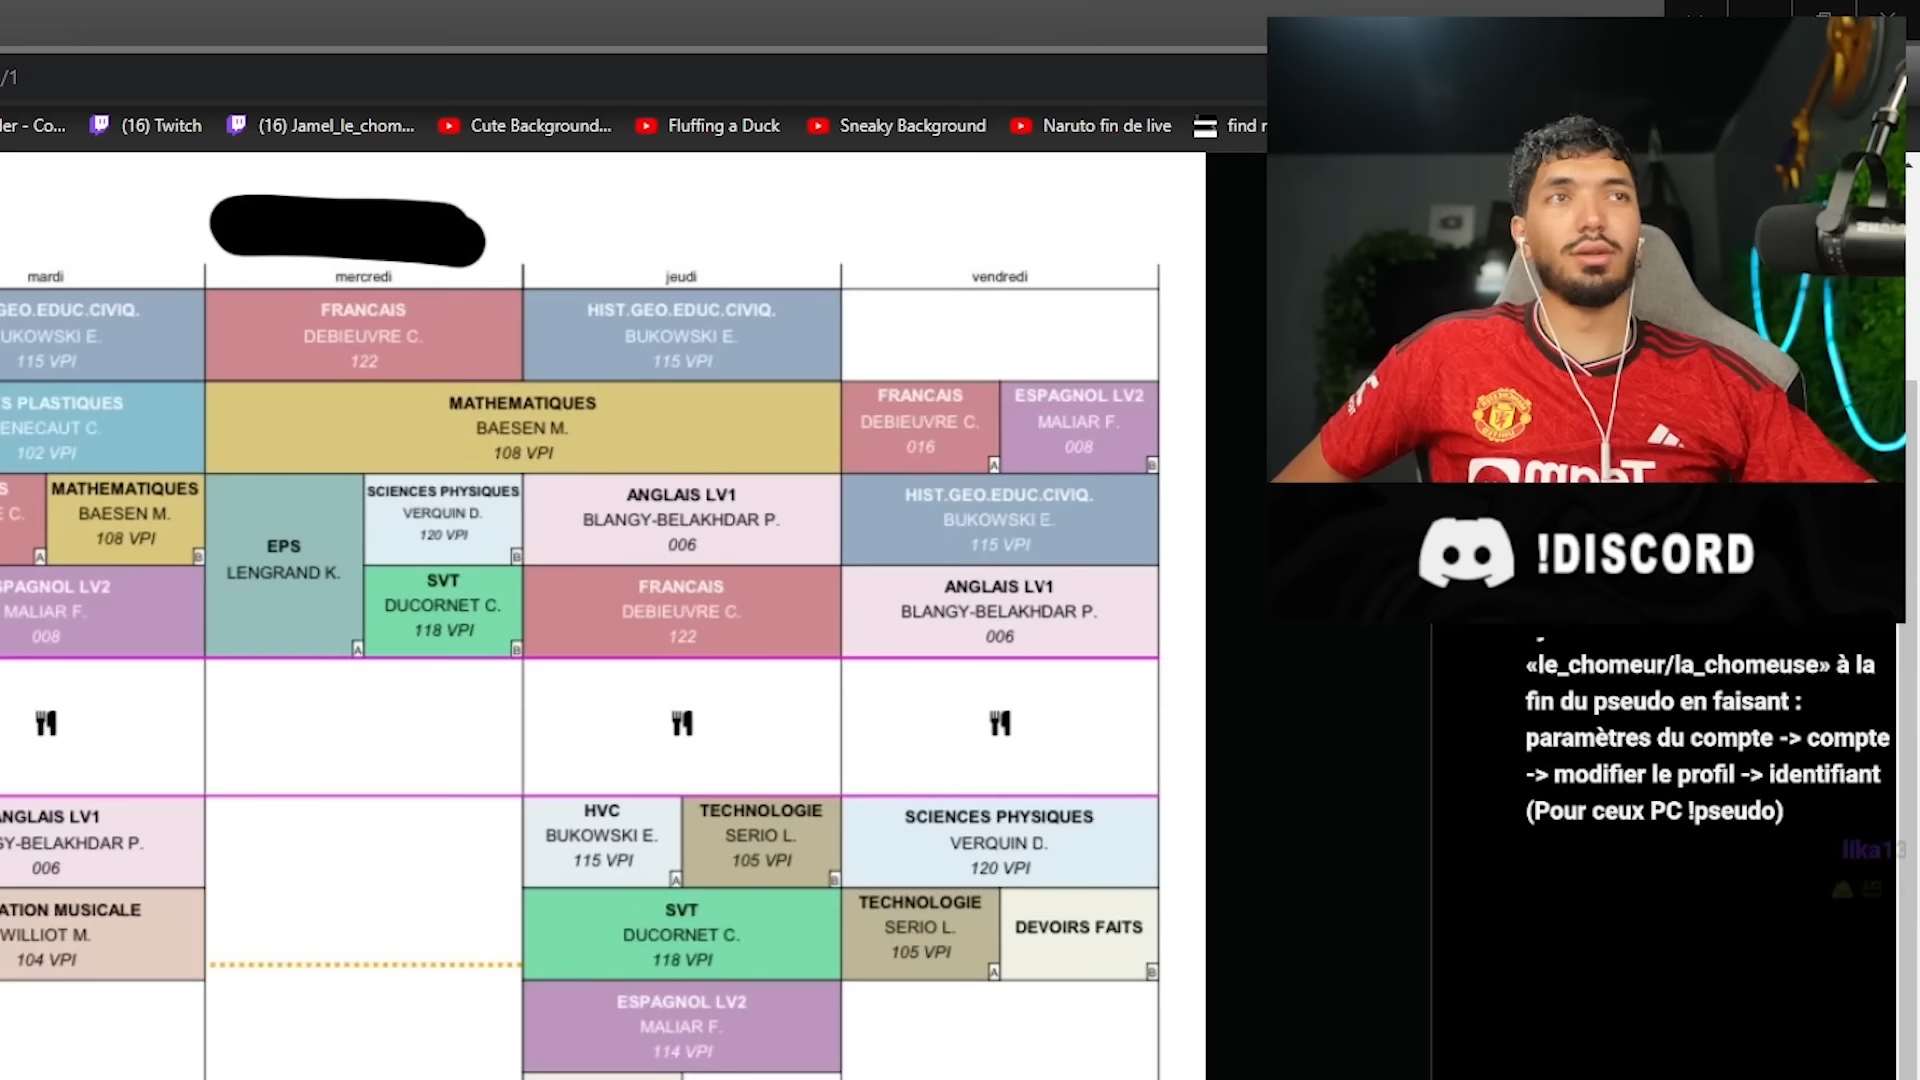 /1
ler - Co...
(16) Twitch
(16) Jamel_le_chom...
Cute Background...
Fluffing a Duck
Sneaky Background
Naruto fin de live
find r
mardi
mercredi
jeudi
vendredi
GEO.EDUC.CIVIQ.
UKOWSKI E.
115 VPI
FRANCAIS
DEBIEUVRE C.
122
HIST.GEO.EDUC.CIVIQ.
BUKOWSKI E.
115 VPI
S PLASTIQUES
ENECAUT C.
102 VPI
MATHEMATIQUES
BAESEN M.
108 VPI
FRANCAIS
DEBIEUVRE C.
016
A
ESPAGNOL LV2
MALIAR F.
008
B
S
E C.
A
MATHEMATIQUES
BAESEN M.
108 VPI
B
EPS
LENGRAND K.
A
SCIENCES PHYSIQUES
VERQUIN D.
120 VPI
B
ANGLAIS LV1
BLANGY-BELAKHDAR P.
006
HIST.GEO.EDUC.CIVIQ.
BUKOWSKI E.
115 VPI
SPAGNOL LV2
MALIAR F.
008
SVT
DUCORNET C.
118 VPI
B
FRANCAIS
DEBIEUVRE C.
122
ANGLAIS LV1
BLANGY-BELAKHDAR P.
006
ANGLAIS LV1
GY-BELAKHDAR P.
006
HVC
BUKOWSKI E.
115 VPI
A
TECHNOLOGIE
SERIO L.
105 VPI
B
SCIENCES PHYSIQUES
VERQUIN D.
120 VPI
ATION MUSICALE
WILLIOT M.
104 VPI
SVT
DUCORNET C.
118 VPI
TECHNOLOGIE
SERIO L.
105 VPI
A
DEVOIRS FAITS
B
ESPAGNOL LV2
MALIAR F.
114 VPI
!DISCORD
«le_chomeur/la_chomeuse» à la
fin du pseudo en faisant :
paramètres du compte -> compte
-> modifier le profil -> identifiant
(Pour ceux PC !pseudo)
lika13